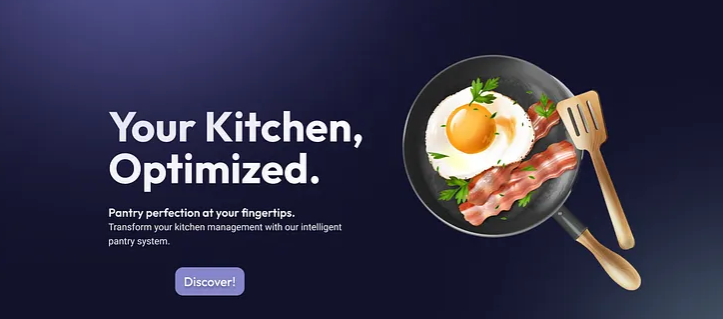 Your Kitchen,
Optimized.
Pantry perfection at your fingertips.
Transform your kitchen management with our intelligent
pantry system.
Discover!